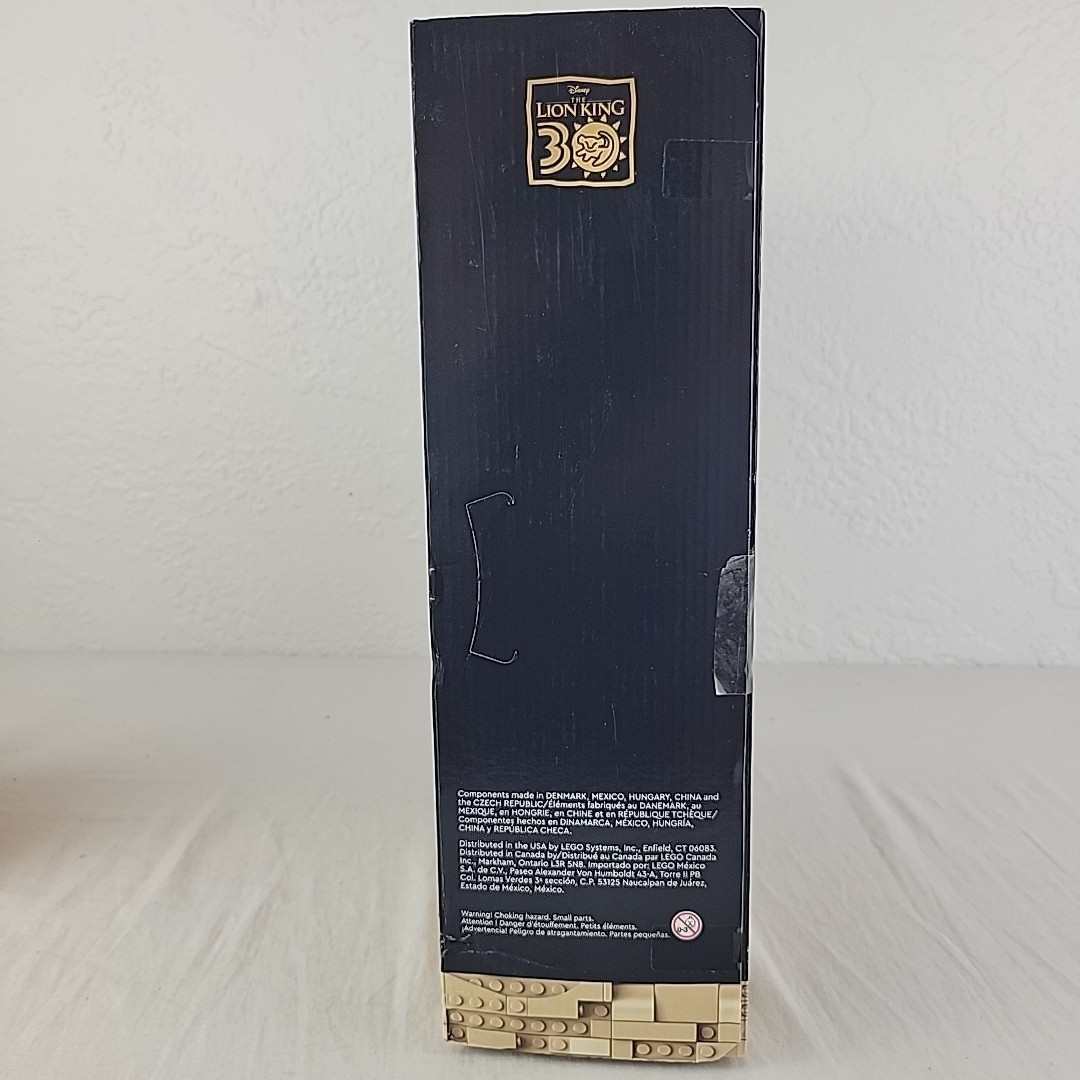 Disney
THE
LION KING
30
Components made in DENMARK, MEXICO, HUNGARY, CHINA and
the CZECH REPUBLIC/Éléments fabriqués au DANEMARK, au
MEXIQUE, en HONGRIE, en CHINE et en RÉPUBLIQUE TCHÈQUE/
Componentes hechos en DINAMARCA, MÉXICO, HUNGRÍA,
CHINA y REPÚBLICA CHECA.
Distributed in the USA by LEGO Systems, Inc., Enfield, CT 06083.
Distributed in Canada by/Distribué au Canada par LEGO Canada
Inc., Markham, Ontario L3R 5N8. Importado por: LEGO México
S.A. de C.V., Paseo Alexander Von Humboldt 43-A, Torre II PB
Col. Lomas Verdes 3ª sección, C.P. 53125 Naucalpan de Juárez,
Estado de México, México.
Warning! Choking hazard. Small parts.
Attention ! Danger d'étouffement. Petits éléments.
¡Advertencia! Peligro de atragantamiento. Partes pequeñas.
0-3